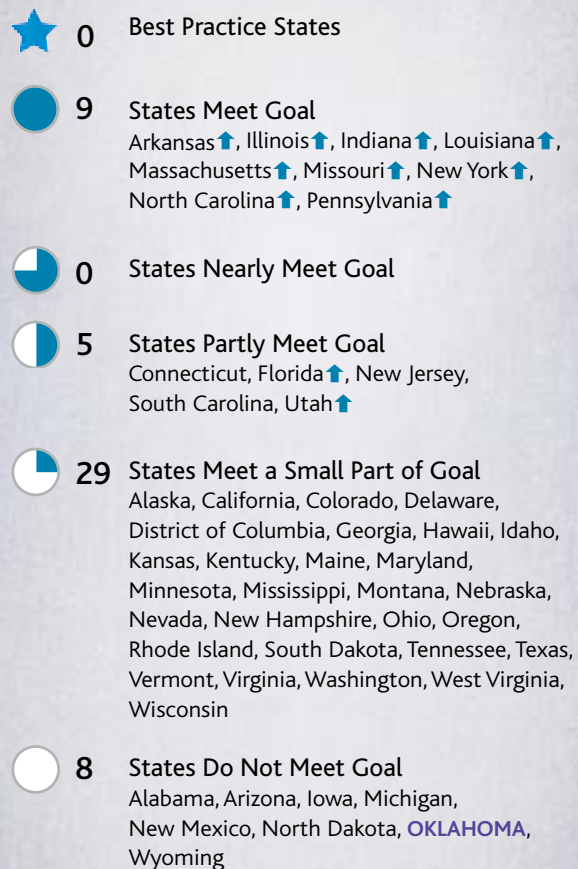 0 Best Practice States
9 States Meet Goal
Arkansas⬆, Illinois⬆, Indiana⬆, Louisiana⬆,
Massachusetts⬆, Missouri⬆, New York⬆,
North Carolina⬆, Pennsylvania⬆
0 States Nearly Meet Goal
5 States Partly Meet Goal
Connecticut, Florida⬆, New Jersey,
South Carolina, Utah⬆
29 States Meet a Small Part of Goal
Alaska, California, Colorado, Delaware,
District of Columbia, Georgia, Hawaii, Idaho,
Kansas, Kentucky, Maine, Maryland,
Minnesota, Mississippi, Montana, Nebraska,
Nevada, New Hampshire, Ohio, Oregon,
Rhode Island, South Dakota, Tennessee, Texas,
Vermont, Virginia, Washington, West Virginia,
Wisconsin
8 States Do Not Meet Goal
Alabama, Arizona, Iowa, Michigan,
New Mexico, North Dakota, OKLAHOMA,
Wyoming